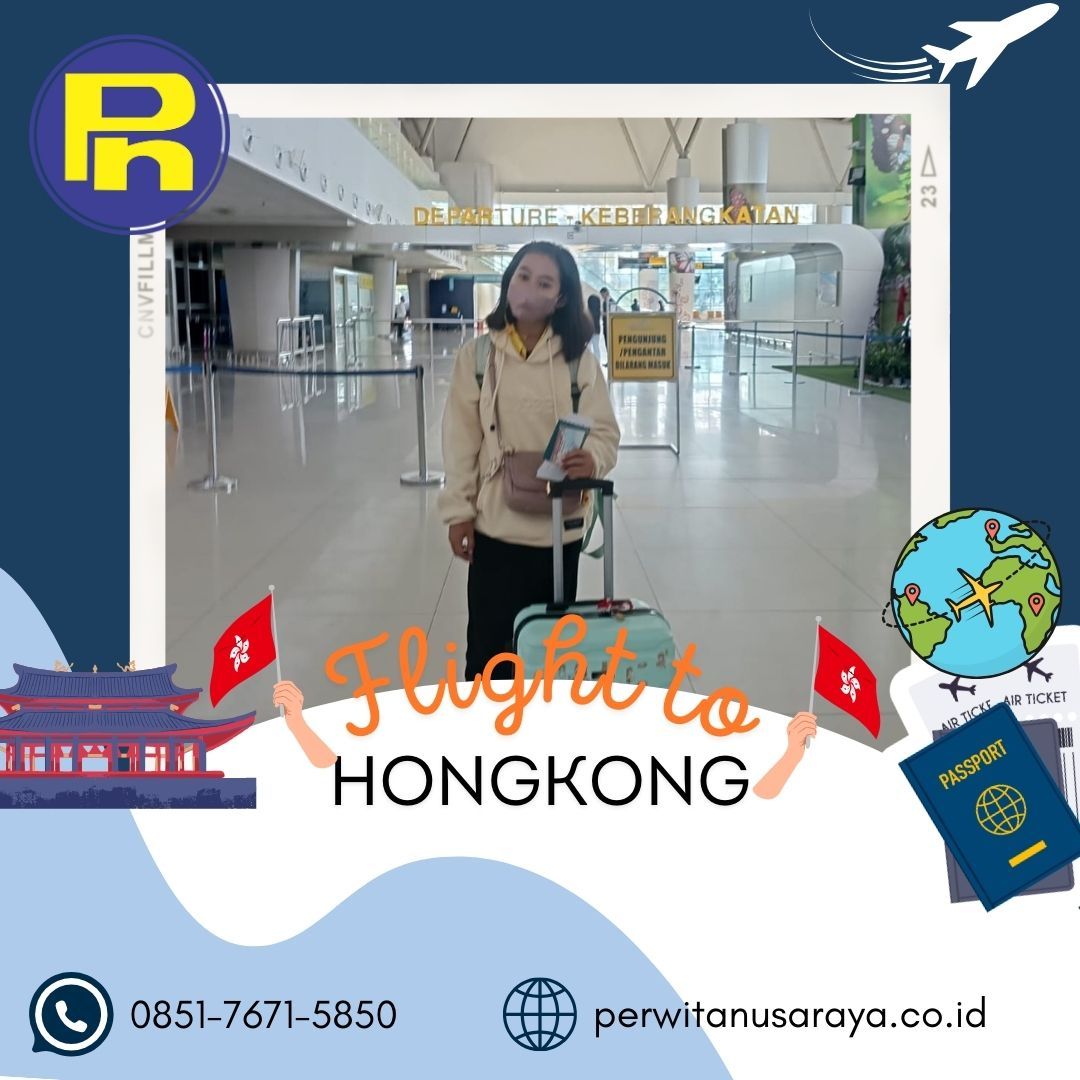 Pn
CNVFILLM
23
DEPARTURE - KEBERANGKATAN
PENGUNJUNG
/PENGANTAR
DILARANG MASUK
Flight to
HONGKONG
AIR TICKE
AIR TICKET
PASSPORT
0851-7671-5850
perwitanusaraya.co.id